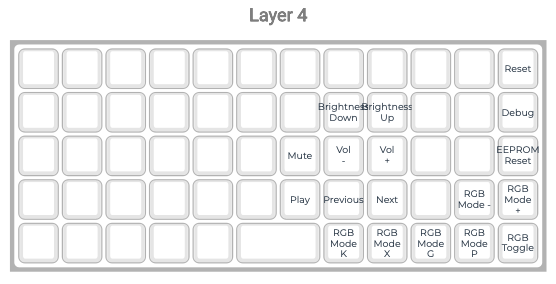 Layer 4
Reset
Brightness
Down
Brightness
Up
Debug
Mute
Vol
-
Vol
+
EEPROM
Reset
Play
Previous
Next
RGB
Mode -
RGB
Mode
+
RGB
Mode
K
RGB
Mode
X
RGB
Mode
G
RGB
Mode
P
RGB
Toggle